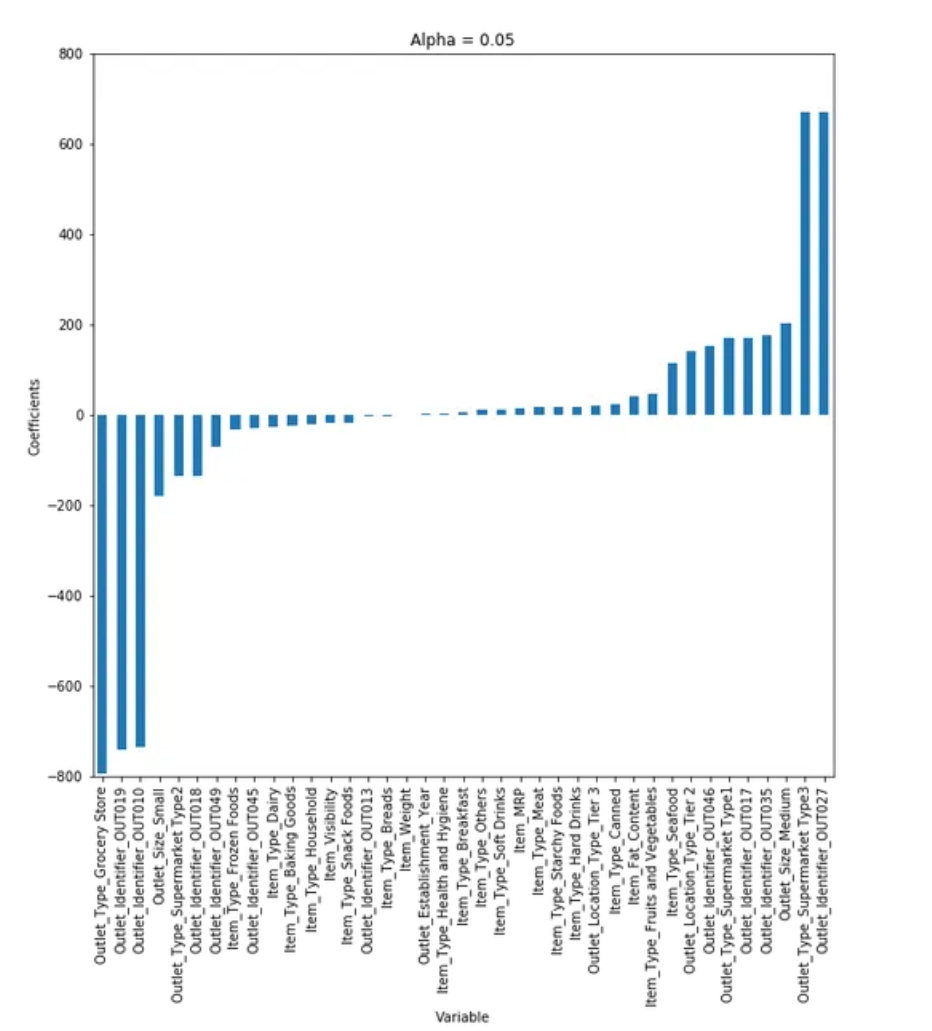 Alpha = 0.05
800
600
400
200
0
−200
−400
−600
−800
Coefficients
Outlet_Type_Grocery Store
Outlet_Identifier_OUT019
Outlet_Identifier_OUT010
Outlet_Size_Small
Outlet_Type_Supermarket Type2
Outlet_Identifier_OUT018
Outlet_Identifier_OUT049
Item_Type_Frozen Foods
Outlet_Identifier_OUT045
Item_Type_Dairy
Item_Type_Baking Goods
Item_Type_Household
Item_Visibility
Item_Type_Snack Foods
Outlet_Identifier_OUT013
Item_Type_Breads
Item_Weight
Outlet_Establishment_Year
Item_Type_Health and Hygiene
Item_Type_Breakfast
Item_Type_Others
Item_Type_Soft Drinks
Item_MRP
Item_Type_Meat
Item_Type_Starchy Foods
Item_Type_Hard Drinks
Outlet_Location_Type_Tier 3
Item_Type_Canned
Item_Fat_Content
Item_Type_Fruits and Vegetables
Item_Type_Seafood
Outlet_Location_Type_Tier 2
Outlet_Identifier_OUT046
Outlet_Type_Supermarket Type1
Outlet_Identifier_OUT017
Outlet_Identifier_OUT035
Outlet_Size_Medium
Outlet_Type_Supermarket Type3
Outlet_Identifier_OUT027
Variable